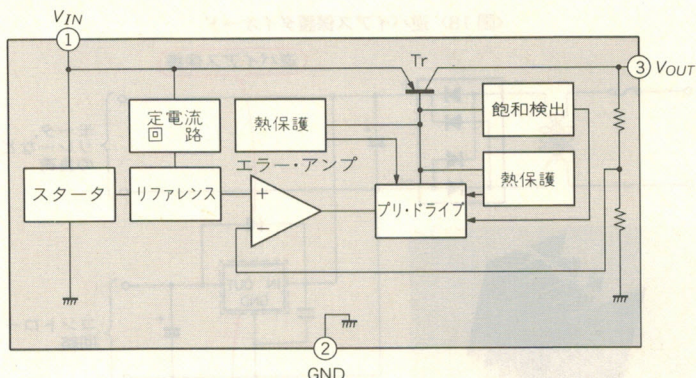 VIN
①
Tr
③ VOUT
定電流
回 路
熱保護
飽和検出
エラー・アンプ
スタータ
リファレンス
+
−
プリ・ドライブ
熱保護
②
GND